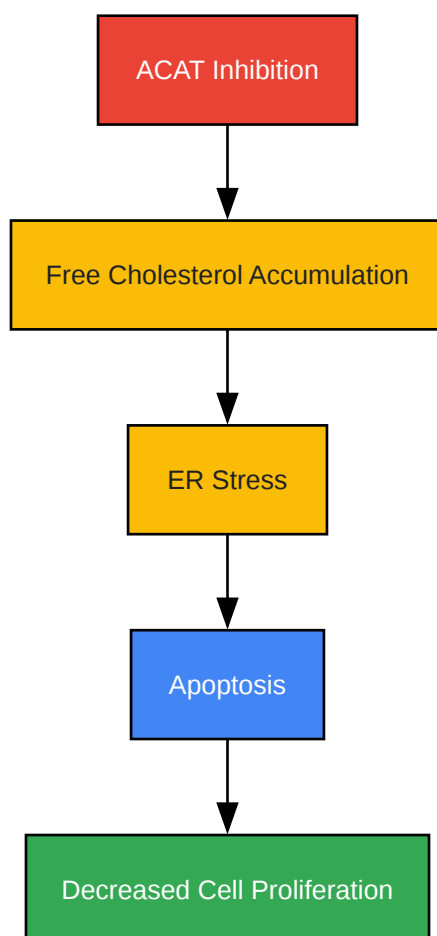 ACAT Inhibition
Free Cholesterol Accumulation
ER Stress
Apoptosis
Decreased Cell Proliferation